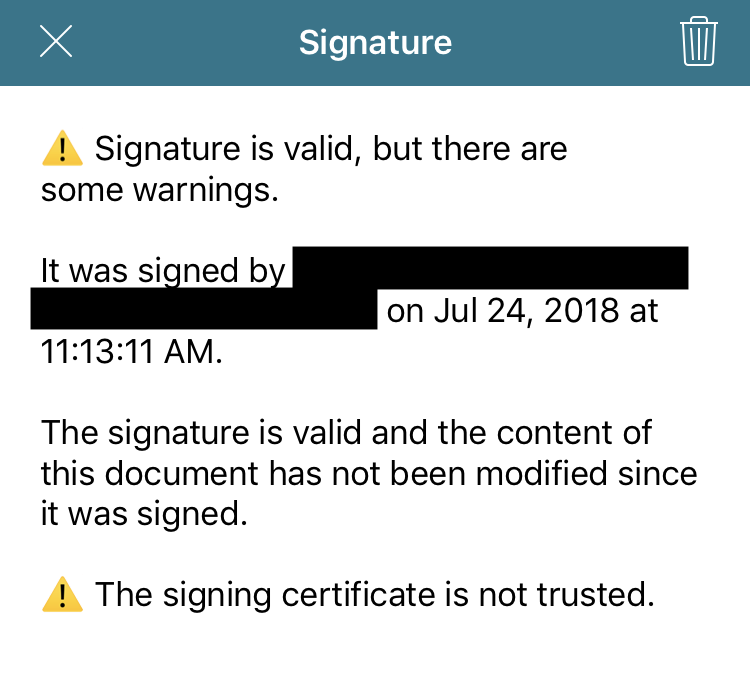 Signature
⚠️ Signature is valid, but there are
some warnings.
It was signed by
on Jul 24, 2018 at
11:13:11 AM.
The signature is valid and the content of
this document has not been modified since
it was signed.
⚠️ The signing certificate is not trusted.